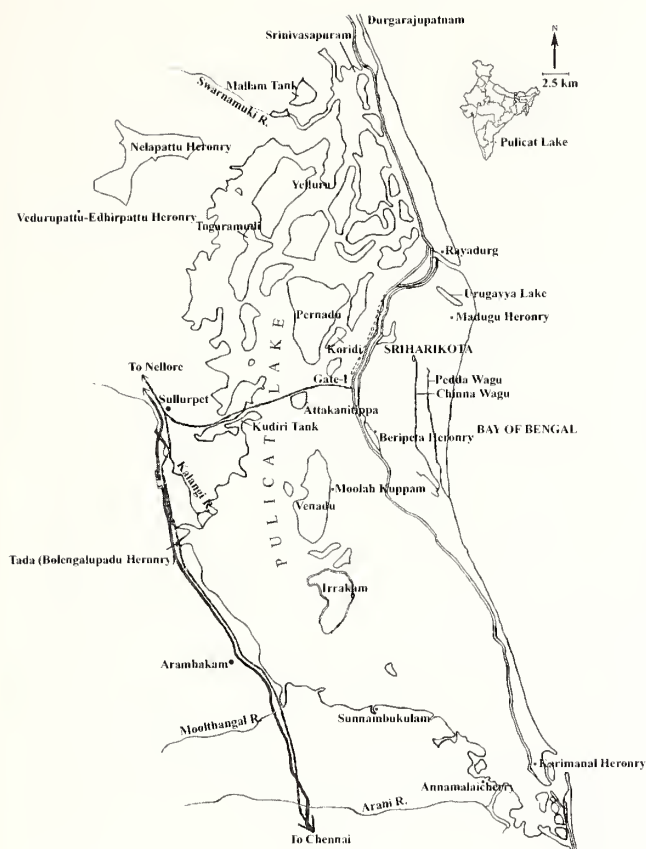 Durgarajupatnam
Srinivasapuram
N
2.5 km
Mallam Tank
Swarnamuki R.
Pulicat Lake
Nelapattu Heronry
Yelluru
Vedurupattu-Edhirpattu Heronry
Rayadurg
Urugayya Lake
Pernadu
Madugu Heronry
Koridi
SRIHARIKOTA
To Nellore
Gate-I
Pedda Wagu
Chinna Wagu
Sullurpet
Attakanitippa
Kudiri Tank
BAY OF BENGAL
Beripeta Heronry
PULICAT LAKE
Kalangi R.
Moolah Kuppam
Venadu
Tada (Bolengalupadu Heronry)
Irrakam
Arambakam
Sunnambukulam
Moolthangal R.
Karimanal Heronry
Annamalaicherry
Arani R.
To Chennai